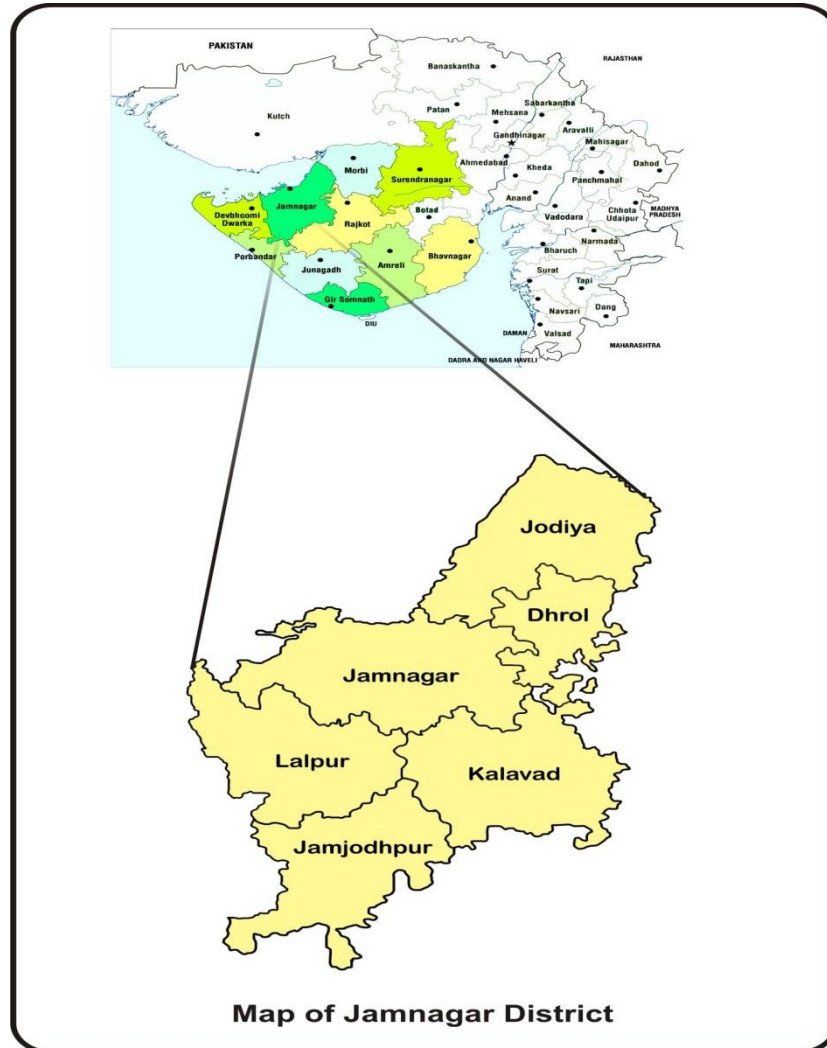 PAKISTAN
RAJASTHAN
Banaskantha
Patan
Kutch
Mehsana
Sabarkantha
Gandhinagar
Aravalli
Mahisagar
Morbi
Surendranagar
Ahmedabad
Kheda
Panchmahal
Dahod
Jamnagar
Devbhoomi
Dwarka
Rajkot
Botad
Anand
Vadodara
Chhota
Udaipur
MADHYA
PRADESH
Porbandar
Junagadh
Amreli
Bhavnagar
Bharuch
Narmada
Surat
Tapi
Gir Somnath
DIU
Navsari
Dang
DAMAN
Valsad
MAHARASHTRA
DADRA AND NAGAR HAVELI
Jodiya
Dhrol
Jamnagar
Lalpur
Kalavad
Jamjodhpur
Map of Jamnagar District